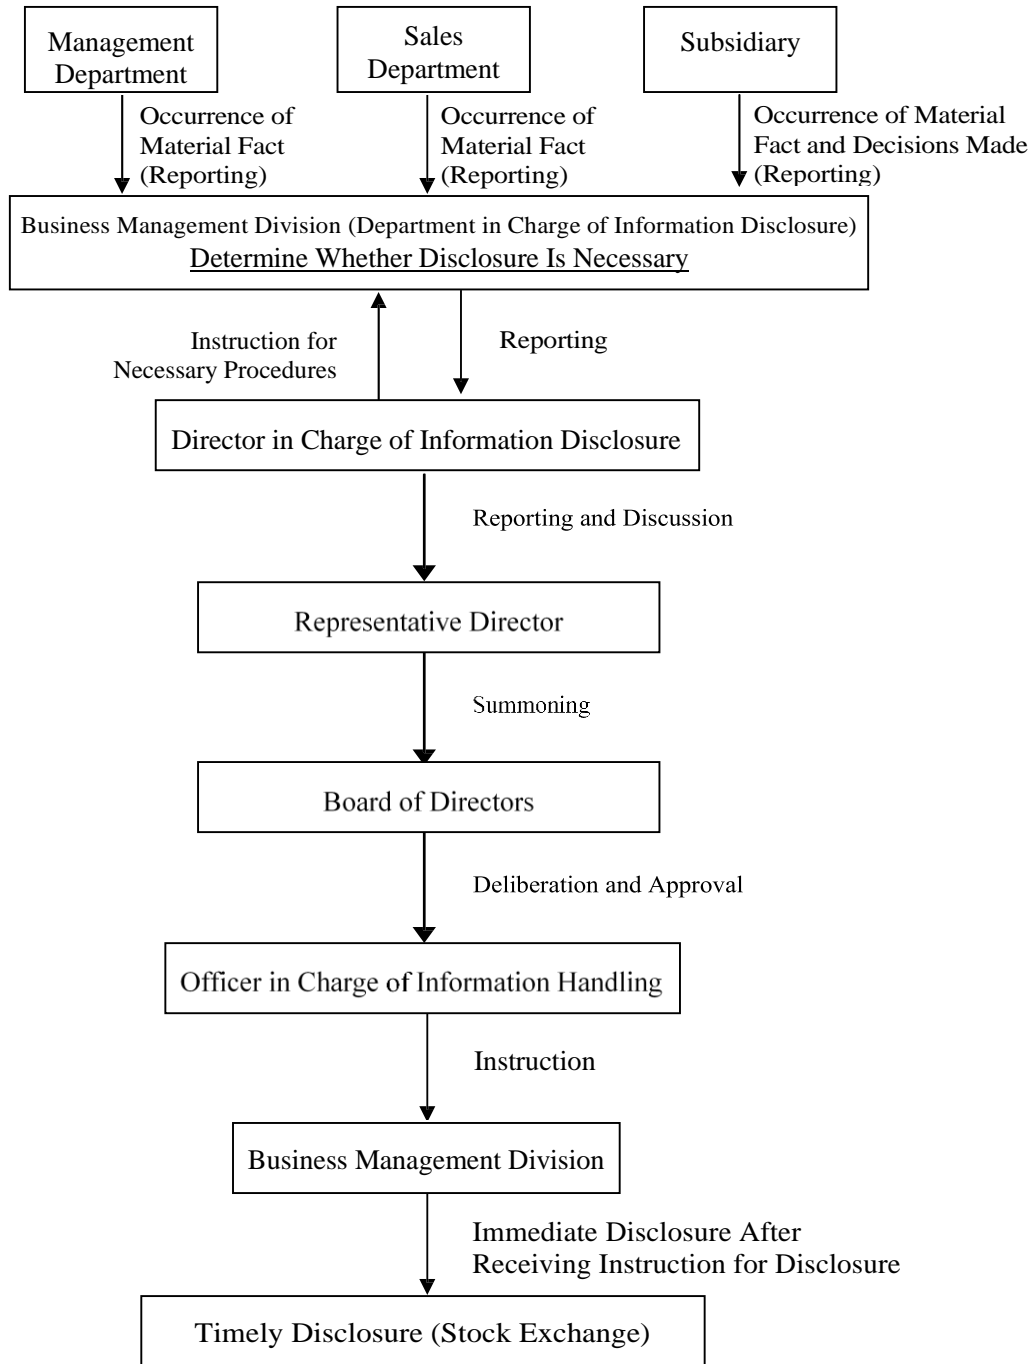 Management
Department
Sales
Department
Subsidiary
Occurrence of
Material Fact
(Reporting)
Occurrence of
Material Fact
(Reporting)
Occurrence of Material
Fact and Decisions Made
(Reporting)
Business Management Division (Department in Charge of Information Disclosure)
Determine Whether Disclosure Is Necessary
Instruction for
Necessary Procedures
Reporting
Director in Charge of Information Disclosure
Reporting and Discussion
Representative Director
Summoning
Board of Directors
Deliberation and Approval
Officer in Charge of Information Handling
Instruction
Business Management Division
Immediate Disclosure After
Receiving Instruction for Disclosure
Timely Disclosure (Stock Exchange)